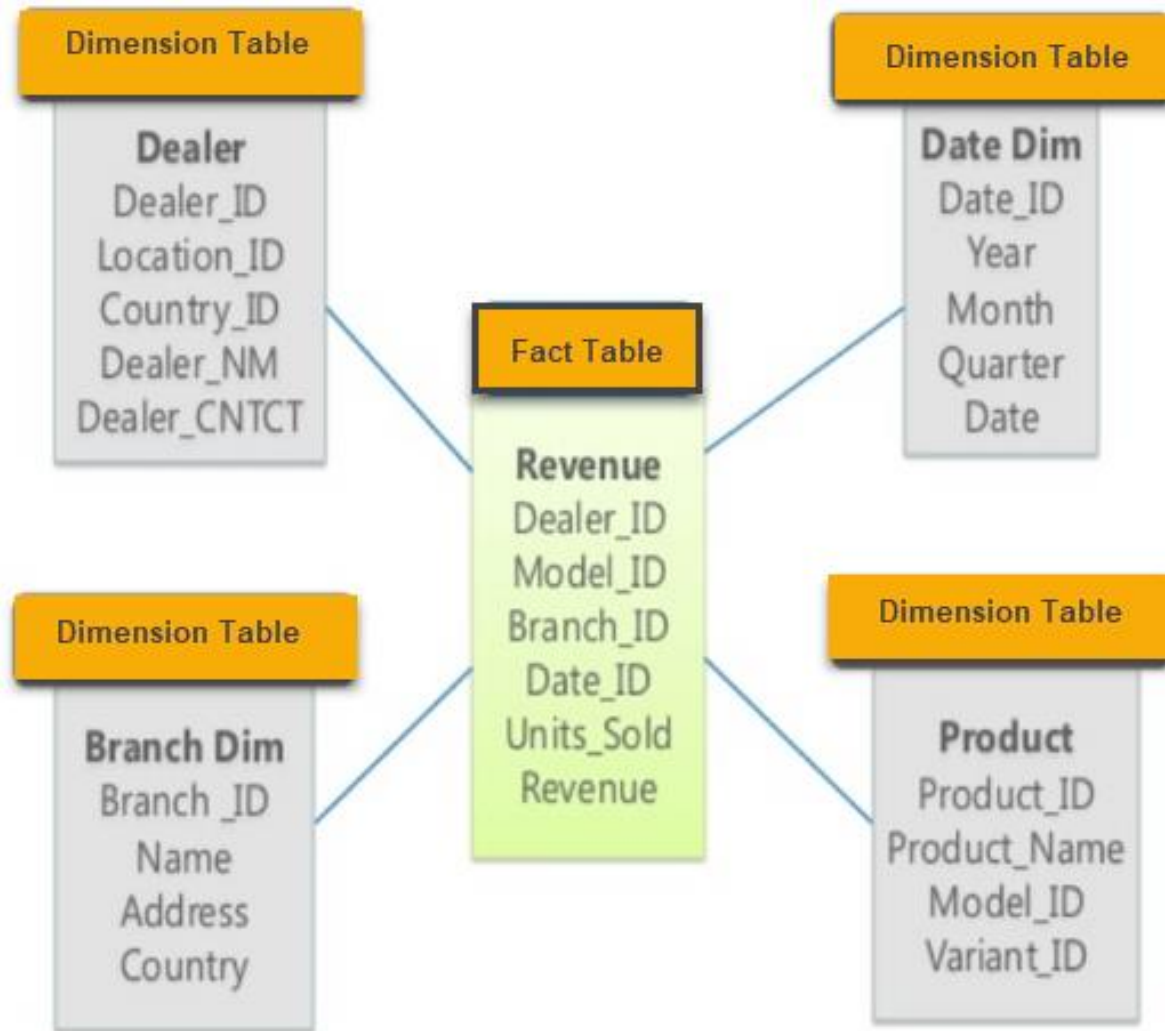 Dimension Table
Dealer
Dealer_ID
Location_ID
Country_ID
Dealer_NM
Dealer_CNTCT
Dimension Table
Date Dim
Date_ID
Year
Month
Quarter
Date
Fact Table
Revenue
Dealer_ID
Model_ID
Branch_ID
Date_ID
Units_Sold
Revenue
Dimension Table
Branch Dim
Branch _ID
Name
Address
Country
Dimension Table
Product
Product_ID
Product_Name
Model_ID
Variant_ID